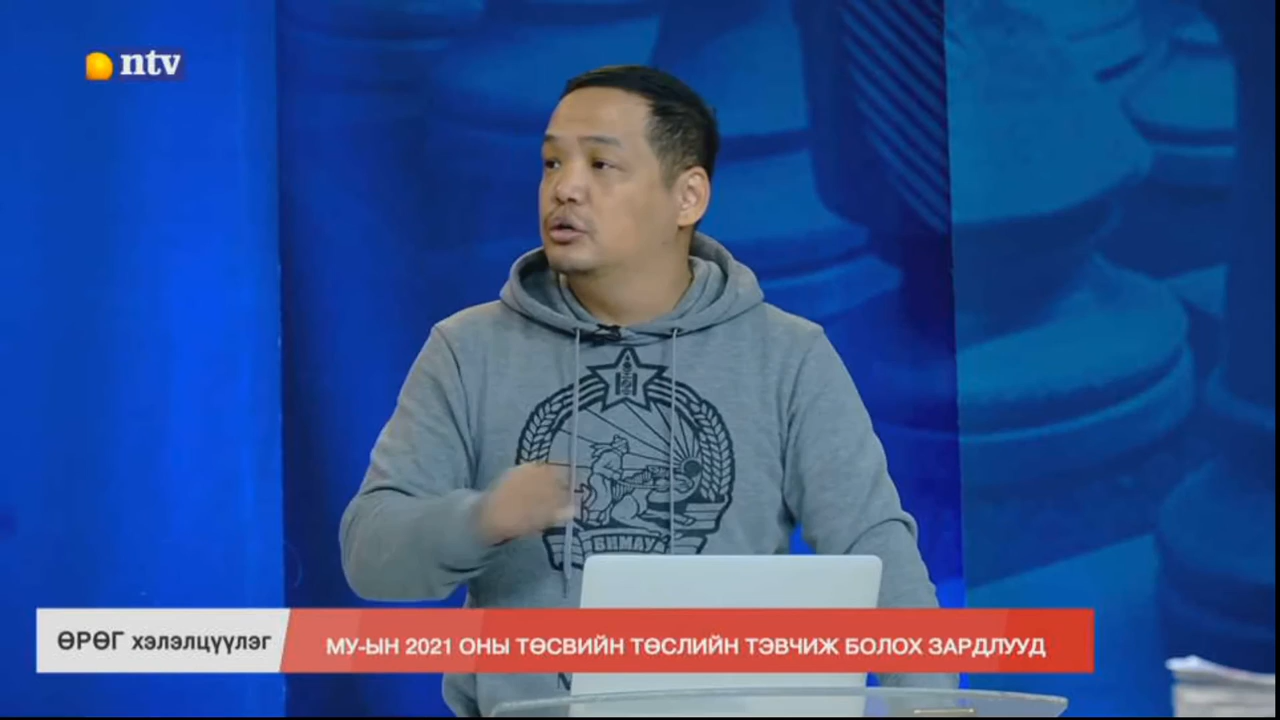 ntv
БНМАУ
ӨРӨГ хэлэлцүүлэг
МУ-ЫН 2021 ОНЫ ТӨСВИЙН ТӨСЛИЙН ТЭВЧИЖ БОЛОХ ЗАРДЛУУД